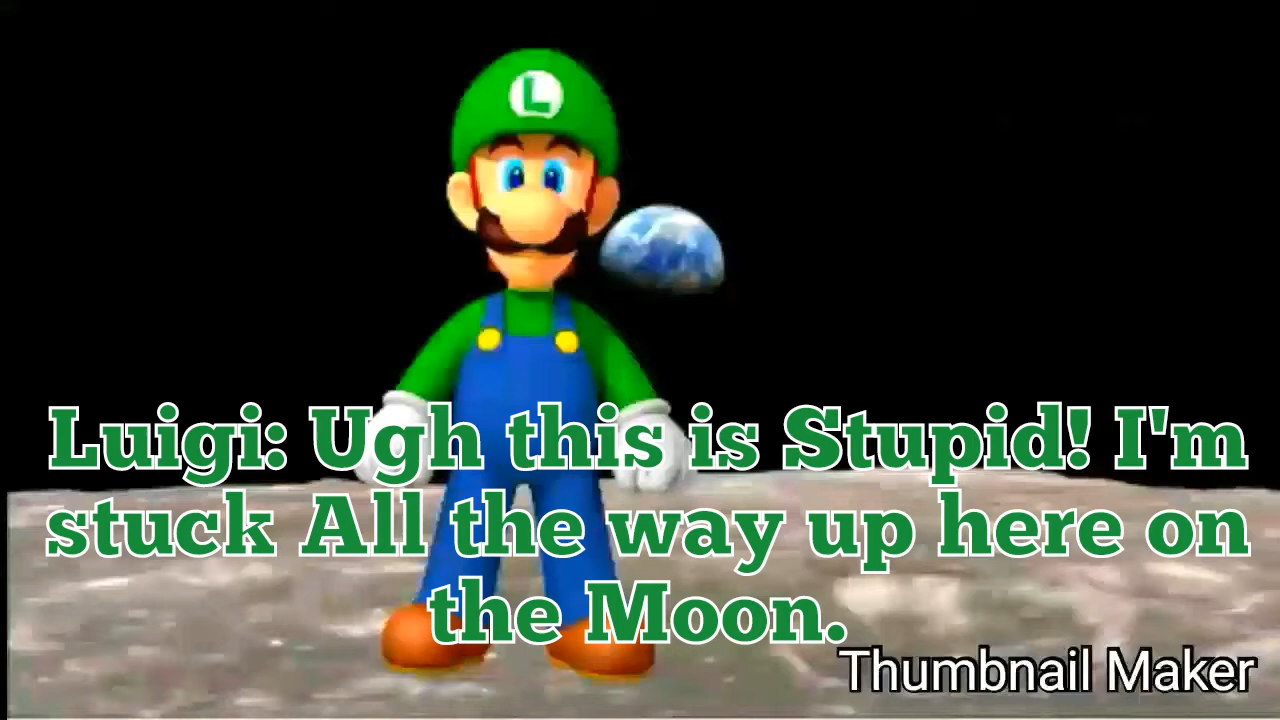 L
Luigi: Ugh this is Stupid! I'm
stuck All the way up here on
the Moon.
Thumbnail Maker